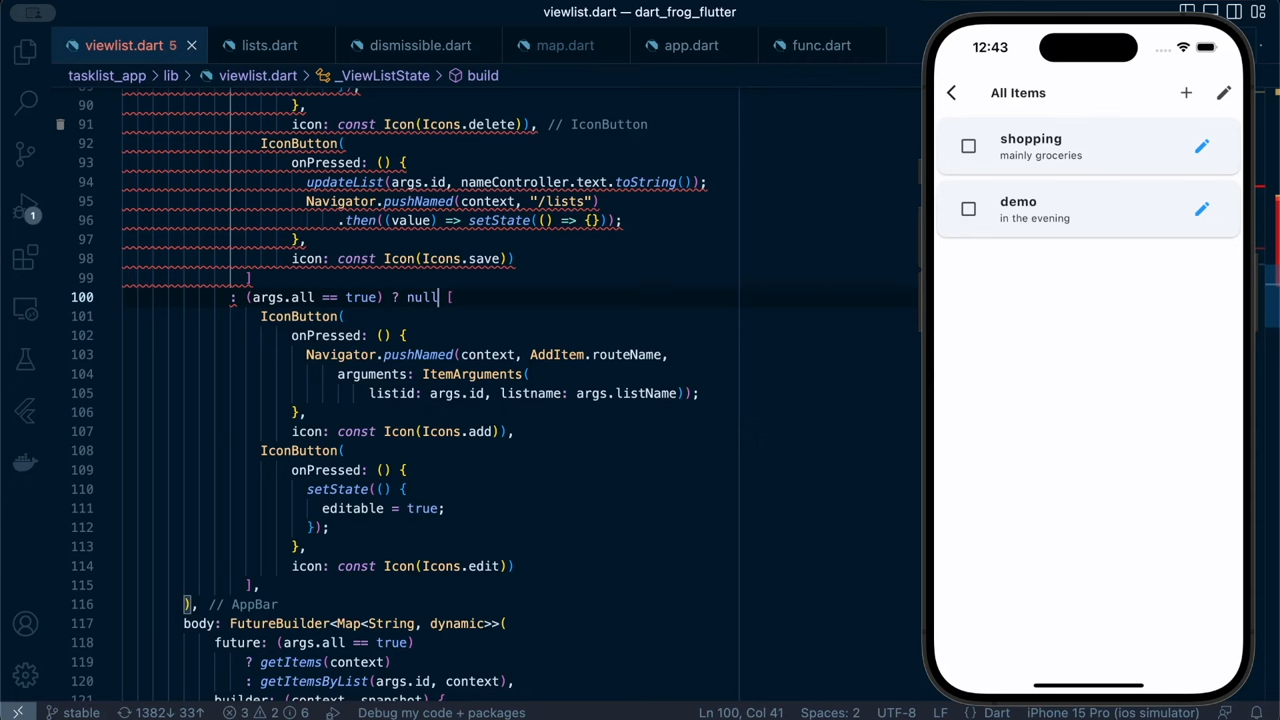 viewlist.dart — dart_frog_flutter
viewlist.dart 5
lists.dart
dismissible.dart
map.dart
app.dart
func.dart
tasklist_app > lib > viewlist.dart > _ViewListState > build
90 },
91 icon: const Icon(Icons.delete)), // IconButton
92 IconButton(
93 onPressed: () {
94 updateList(args.id, nameController.text.toString());
95 Navigator.pushNamed(context, "/lists")
96 .then((value) => setState(() => {}));
97 },
98 icon: const Icon(Icons.save))
99 ]
100 : (args.all == true) ? null [
101 IconButton(
102 onPressed: () {
103 Navigator.pushNamed(context, AddItem.routeName,
104 arguments: ItemArguments(
105 listid: args.id, listname: args.listName));
106 },
107 icon: const Icon(Icons.add)),
108 IconButton(
109 onPressed: () {
110 setState(() {
111 editable = true;
112 });
113 },
114 icon: const Icon(Icons.edit))
115 ],
116 ), // AppBar
117 body: FutureBuilder<Map<String, dynamic>>(
118 future: (args.all == true)
119 ? getItems(context)
120 : getItemsByList(args.id, context),
1
stable 1382↓ 33↑ 3 2 6 Debug my code + packages Ln 100, Col 41 Spaces: 2 UTF-8 LF {} Dart iPhone 15 Pro (ios simulator)
12:43
All Items
shopping
mainly groceries
demo
in the evening